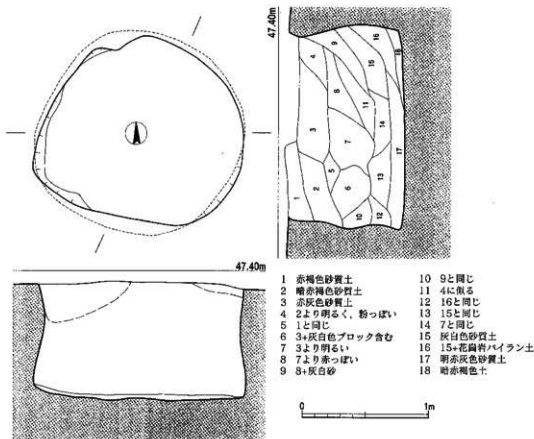 47.40m
9
16
18
4
15
8
11
14
3
7
17
5
13
1
2
6
10
12
47.40m
1 赤褐色砂質土
2 暗赤褐色砂質土
3 赤灰色砂質土
4 2より明るく，粉っぽい
5 1と同じ
6 3+灰白色ブロック含む
7 3より明るい
8 7より赤っぽい
9 8+灰白砂
10 9と同じ
11 4に似る
12 16と同じ
13 15と同じ
14 7と同じ
15 灰白色砂質土
16 15+花崗岩バイラン土
17 明赤灰色砂質土
18 暗赤褐色土
0 1m